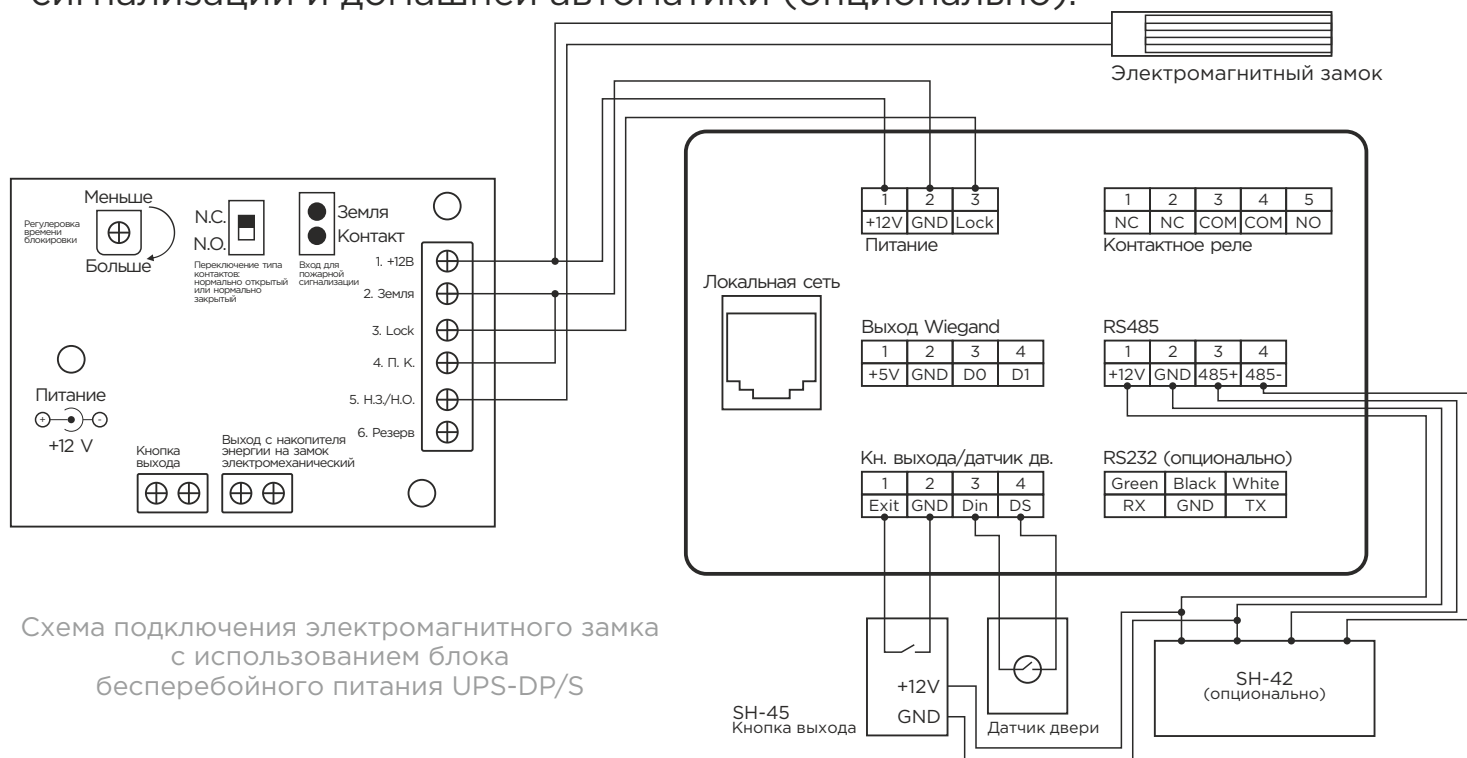 сигнализации и домашней автоматики (опционально).
Электромагнитный замок
Меньше
Регулеровка
времени
блокировки
Больше
N.C.
N.O.
Переключение типа
контактов:
нормально открытый
или нормально
закрытый
Земля
Контакт
Вход для
пожарной
сигнализации
1. +12В
2. Земля
3. Lock
4. П. К.
5. Н.З./Н.О.
6. Резерв
Питание
+ -
+12 V
Кнопка
выхода
Выход с накопителя
энергии на замок
электромеханический
1 2 3
+12V GND Lock
Питание
1 2 3 4 5
NC NC COM COM NO
Контактное реле
Локальная сеть
Выход Wiegand
1 2 3 4
+5V GND D0 D1
RS485
1 2 3 4
+12V GND 485+ 485-
Кн. выхода/датчик дв.
1 2 3 4
Exit GND Din DS
RS232 (опционально)
Green Black White
RX GND TX
Схема подключения электромагнитного замка
с использованием блока
бесперебойного питания UPS-DP/S
+12V
GND
SH-45
Кнопка выхода
Датчик двери
SH-42
(опционально)